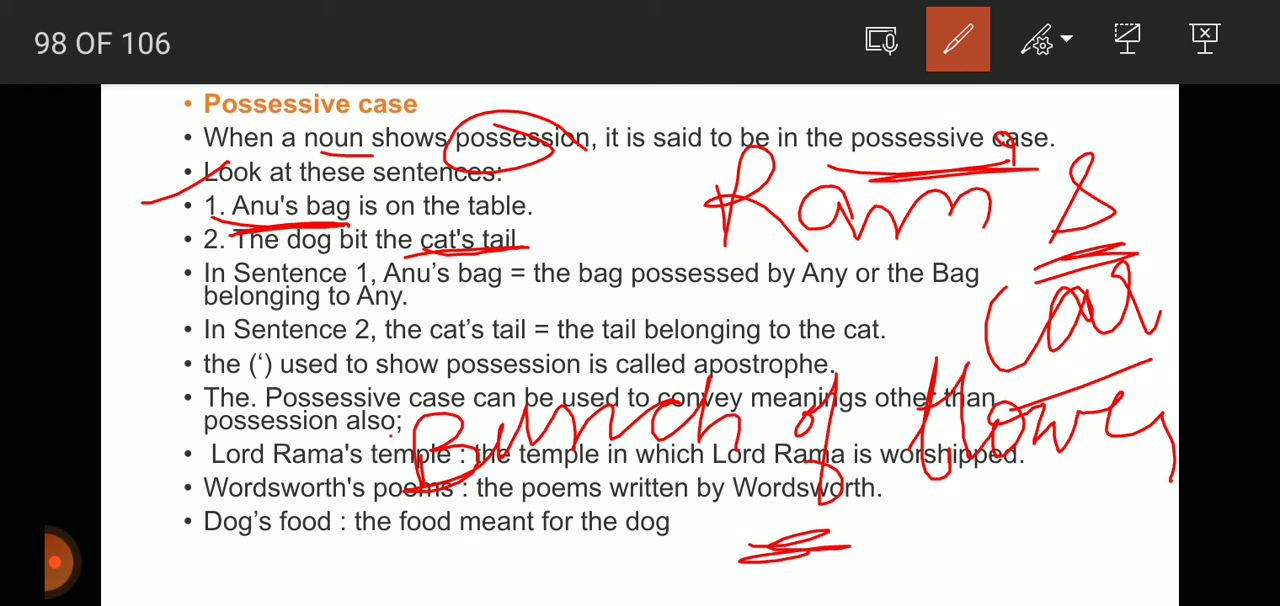 98 OF 106
• Possessive case
• When a noun shows possession, it is said to be in the possessive case.
• Look at these sentences:
• 1. Anu's bag is on the table.
• 2. The dog bit the cat's tail
Ram's
• In Sentence 1, Anu’s bag = the bag possessed by Any or the Bag
belonging to Any.
Car
• In Sentence 2, the cat’s tail = the tail belonging to the cat.
• the (‘) used to show possession is called apostrophe.
• The. Possessive case can be used to convey meanings other than
possession also;
Bunch of flower
• Lord Rama's temple : the temple in which Lord Rama is worshipped.
• Wordsworth's poems : the poems written by Wordsworth.
• Dog’s food : the food meant for the dog